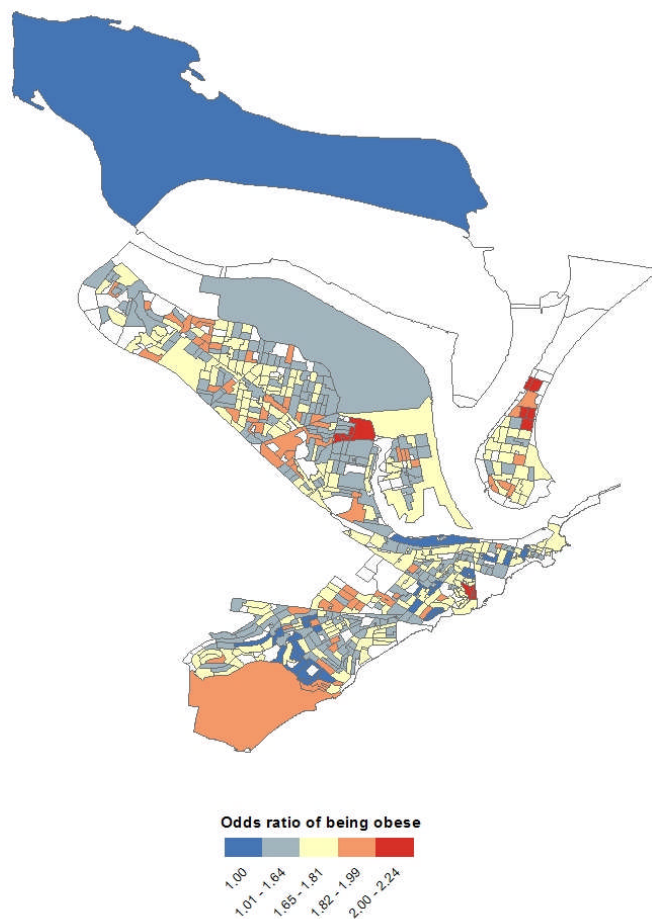 Odds ratio of being obese
1.00
1.01 - 1.64
1.65 - 1.81
1.82 - 1.99
2.00 - 2.24